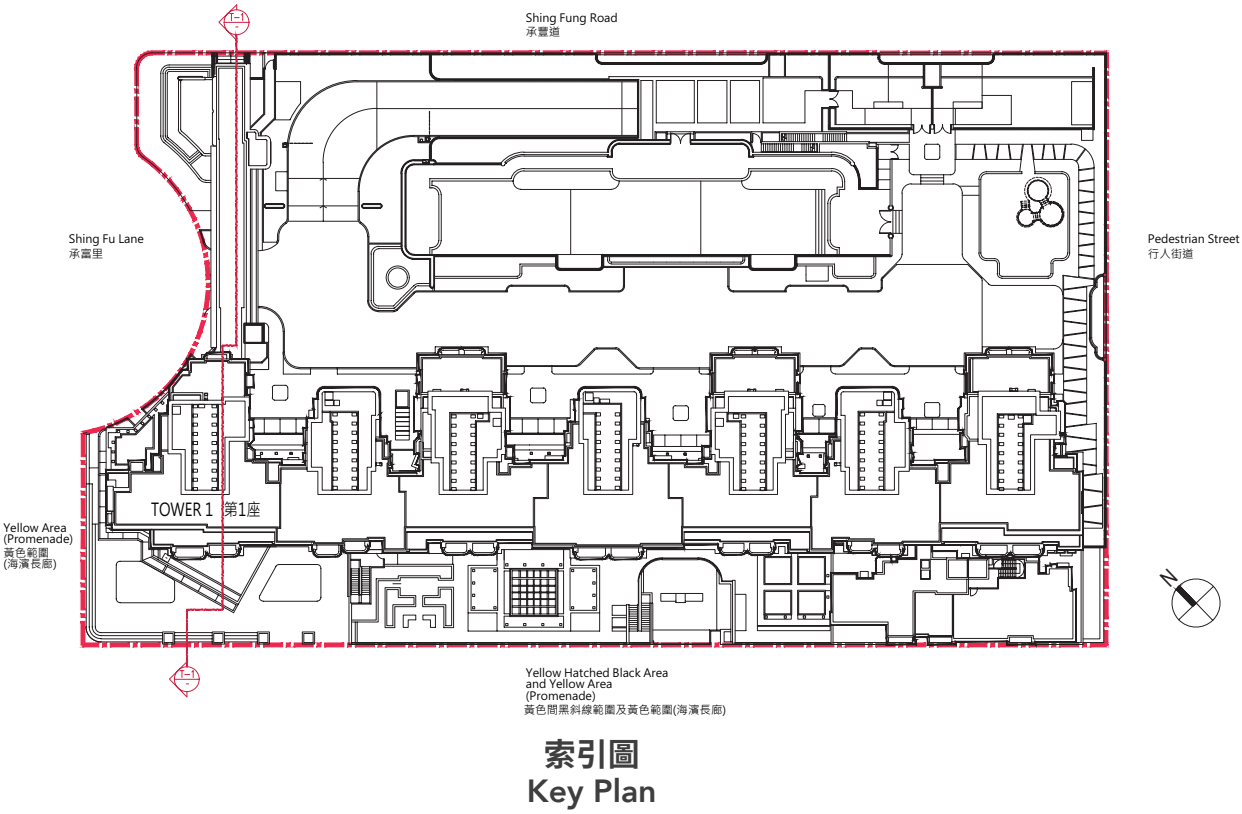 T-1
Shing Fung Road
承豐道
Shing Fu Lane
承富里
Pedestrian Street
行人街道
TOWER 1 第1座
Yellow Area
(Promenade)
黃色範圍
(海濱長廊)
N
T-1
Yellow Hatched Black Area
and Yellow Area
(Promenade)
黃色間黑斜線範圍及黃色範圍(海濱長廊)
索引圖
Key Plan